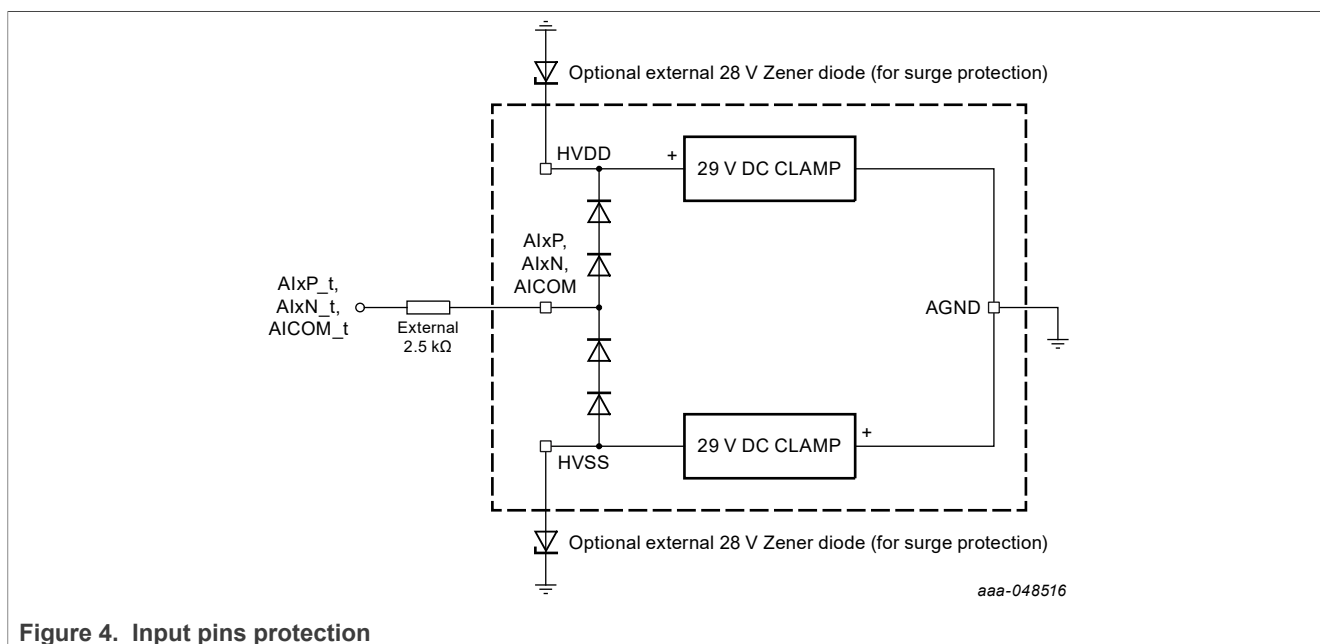 Optional external 28 V Zener diode (for surge protection)
HVDD
+
29 V DC CLAMP
AIxP,
AIxN,
AICOM
AIxP_t,
AIxN_t,
AICOM_t
External
2.5 kΩ
AGND
HVSS
29 V DC CLAMP
+
Optional external 28 V Zener diode (for surge protection)
aaa-048516
Figure 4. Input pins protection